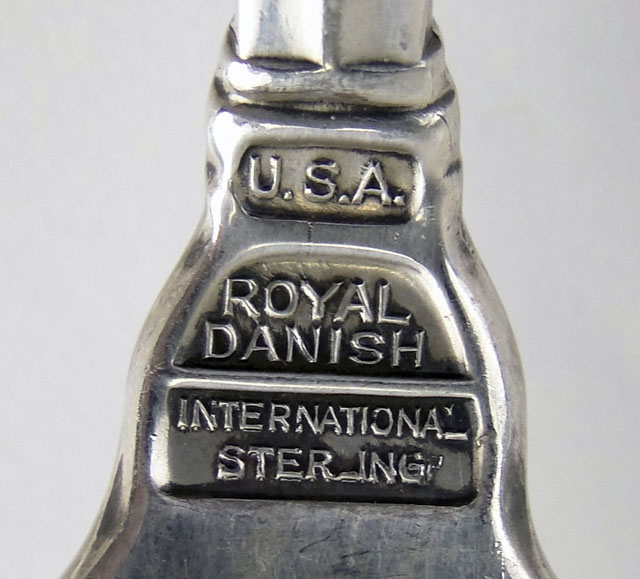 U.S.A.
ROYAL
DANISH
INTERNATIONAL
STERLING